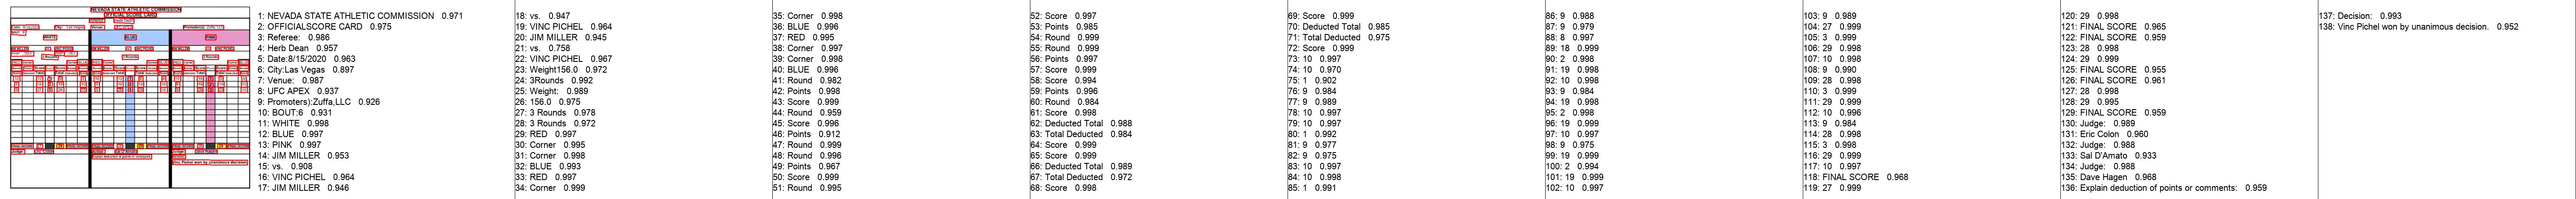 NEVADA STATE ATHLETIC COMMISSION
OFFICIAL SCORE CARD
WHITE
BLUE
PINK
Vinc Pichel won by unanimous decision.
1: NEVADA STATE ATHLETIC COMMISSION 0.971
2: OFFICIALSCORE CARD 0.975
3: Referee: 0.986
4: Herb Dean 0.957
5: Date:8/15/2020 0.963
6: City:Las Vegas 0.897
7: Venue: 0.987
8: UFC APEX 0.937
9: Promoters):Zuffa,LLC 0.926
10: BOUT:6 0.931
11: WHITE 0.998
12: BLUE 0.997
13: PINK 0.997
14: JIM MILLER 0.953
15: vs. 0.908
16: VINC PICHEL 0.964
17: JIM MILLER 0.946
18: vs. 0.947
19: VINC PICHEL 0.964
20: JIM MILLER 0.945
21: vs. 0.758
22: VINC PICHEL 0.967
23: Weight156.0 0.972
24: 3Rounds 0.992
25: Weight: 0.989
26: 156.0 0.975
27: 3 Rounds 0.978
28: 3 Rounds 0.972
29: RED 0.997
30: Corner 0.995
31: Corner 0.998
32: BLUE 0.993
33: RED 0.997
34: Corner 0.999
35: Corner 0.998
36: BLUE 0.996
37: RED 0.995
38: Corner 0.997
39: Corner 0.998
40: BLUE 0.996
41: Round 0.982
42: Points 0.998
43: Score 0.999
44: Round 0.959
45: Score 0.996
46: Points 0.912
47: Round 0.999
48: Round 0.996
49: Points 0.967
50: Score 0.999
51: Round 0.995
52: Score 0.997
53: Points 0.985
54: Round 0.999
55: Round 0.999
56: Points 0.997
57: Score 0.999
58: Score 0.994
59: Points 0.996
60: Round 0.984
61: Score 0.998
62: Deducted Total 0.988
63: Total Deducted 0.984
64: Score 0.999
65: Score 0.999
66: Deducted Total 0.989
67: Total Deducted 0.972
68: Score 0.998
69: Score 0.999
70: Deducted Total 0.985
71: Total Deducted 0.975
72: Score 0.999
73: 10 0.997
74: 10 0.970
75: 1 0.902
76: 9 0.984
77: 9 0.989
78: 10 0.997
79: 10 0.997
80: 1 0.992
81: 9 0.977
82: 9 0.975
83: 10 0.997
84: 10 0.998
85: 1 0.991
86: 9 0.988
87: 9 0.979
88: 8 0.997
89: 18 0.999
90: 2 0.998
91: 19 0.998
92: 10 0.998
93: 9 0.984
94: 19 0.998
95: 2 0.998
96: 19 0.999
97: 10 0.997
98: 9 0.975
99: 19 0.999
100: 2 0.994
101: 19 0.999
102: 10 0.997
103: 9 0.989
104: 27 0.999
105: 3 0.999
106: 29 0.998
107: 10 0.998
108: 9 0.990
109: 28 0.998
110: 3 0.999
111: 29 0.999
112: 10 0.996
113: 9 0.984
114: 28 0.998
115: 3 0.998
116: 29 0.999
117: 10 0.997
118: FINAL SCORE 0.968
119: 27 0.999
120: 29 0.998
121: FINAL SCORE 0.965
122: FINAL SCORE 0.959
123: 28 0.998
124: 29 0.999
125: FINAL SCORE 0.955
126: FINAL SCORE 0.961
127: 28 0.998
128: 29 0.995
129: FINAL SCORE 0.959
130: Judge: 0.989
131: Eric Colon 0.960
132: Judge: 0.988
133: Sal D'Amato 0.933
134: Judge: 0.988
135: Dave Hagen 0.968
136: Explain deduction of points or comments: 0.959
137: Decision: 0.993
138: Vinc Pichel won by unanimous decision. 0.952